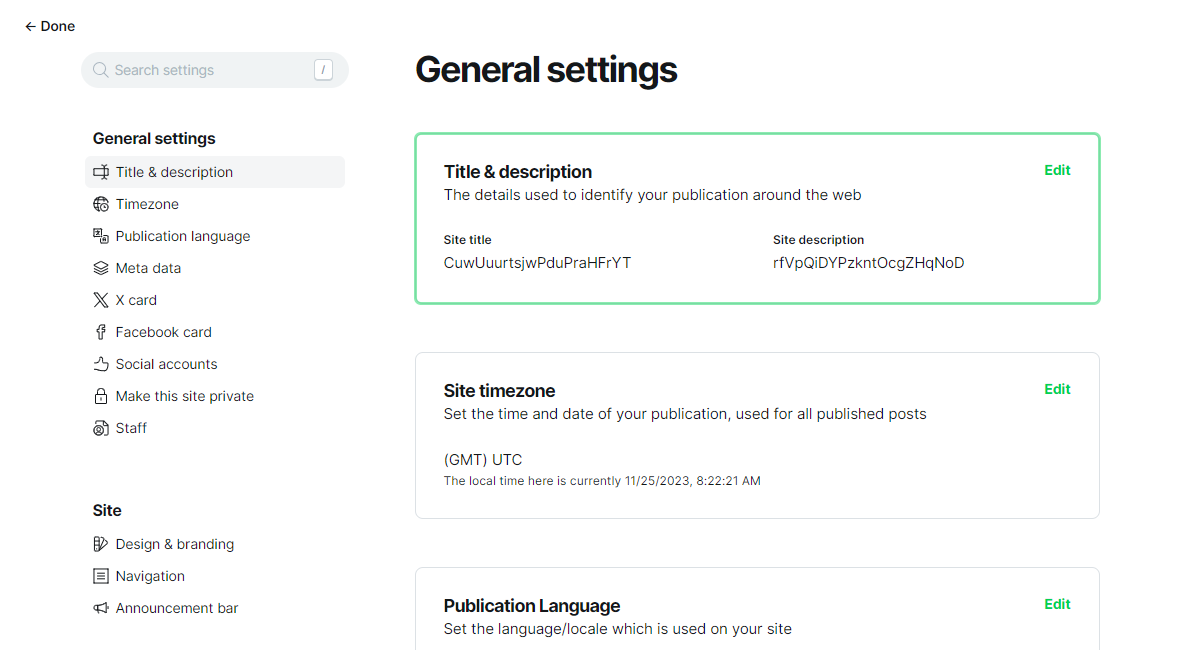 ← Done
Search settings /
General settings
Title & description
Timezone
Publication language
Meta data
X card
Facebook card
Social accounts
Make this site private
Staff
Site
Design & branding
Navigation
Announcement bar
General settings
Title & description Edit
The details used to identify your publication around the web
Site title Site description
CuwUuurtsjwPduPraHFrYT rfVpQiDYPzkntOcgZHqNoD
Site timezone Edit
Set the time and date of your publication, used for all published posts
(GMT) UTC
The local time here is currently 11/25/2023, 8:22:21 AM
Publication Language Edit
Set the language/locale which is used on your site